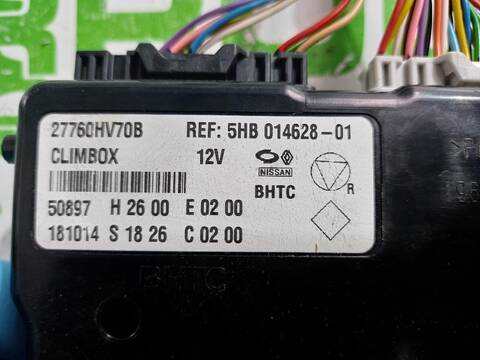 27760HV70B REF: 5HB 014628-01
CLIMBOX 12V
NISSAN
BHTC
R
50897 H 26 00 E 02 00
181014 S 18 26 C 02 00
BHTC